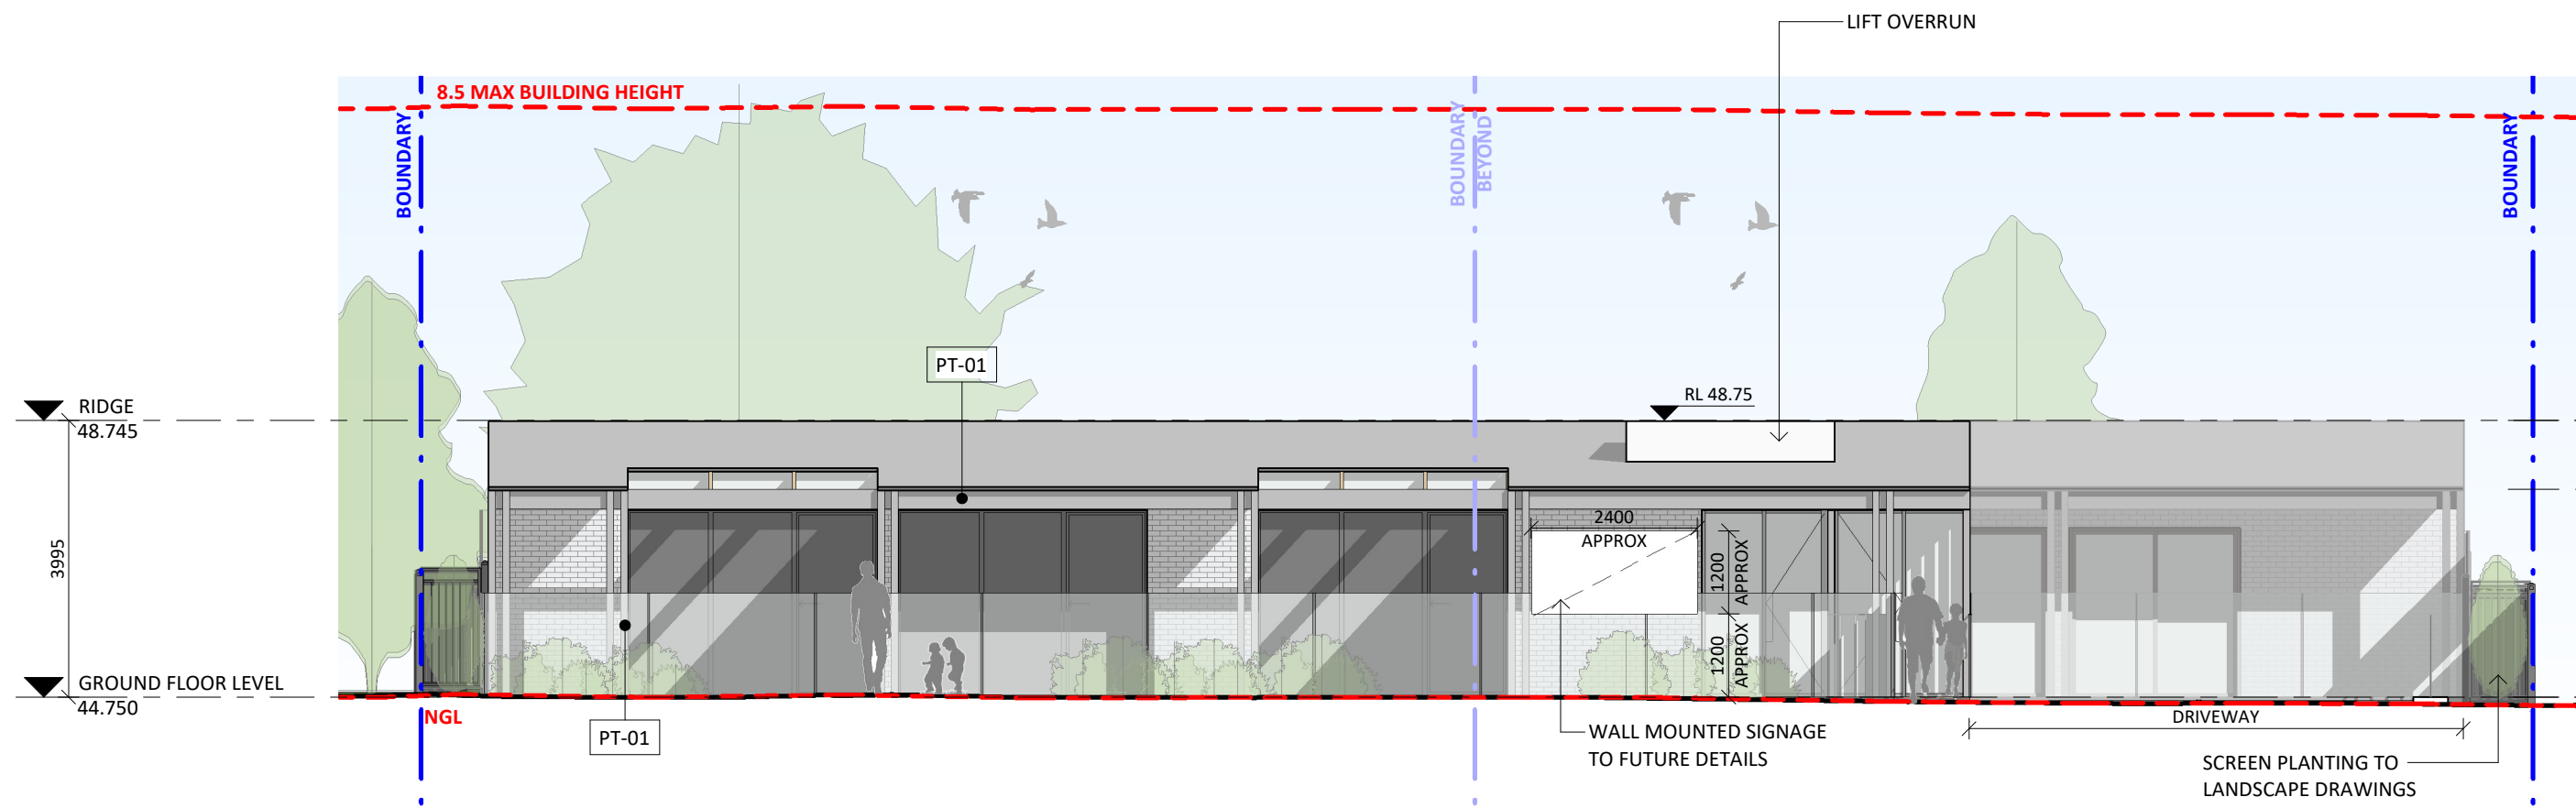 LIFT OVERRUN
8.5 MAX BUILDING HEIGHT
BOUNDARY
BOUNDARY
BEYOND
BOUNDARY
PT-01
RIDGE
48.745
RL 48.75
3995
2400
APPROX
1200
APPROX
1200
APPROX
GROUND FLOOR LEVEL
44.750
NGL
PT-01
WALL MOUNTED SIGNAGE
TO FUTURE DETAILS
DRIVEWAY
SCREEN PLANTING TO
LANDSCAPE DRAWINGS